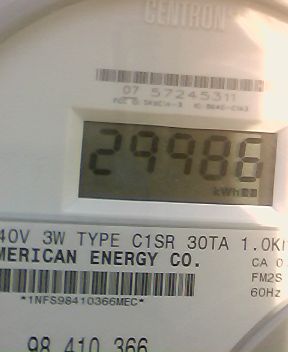 CENTRON
07 57245311
29986
kWh
40V 3W TYPE C1SR 30TA 1.0K
MERICAN ENERGY CO.
CA 0
FM2S
60Hz
*1NFS98410366MEC*
98 410 366